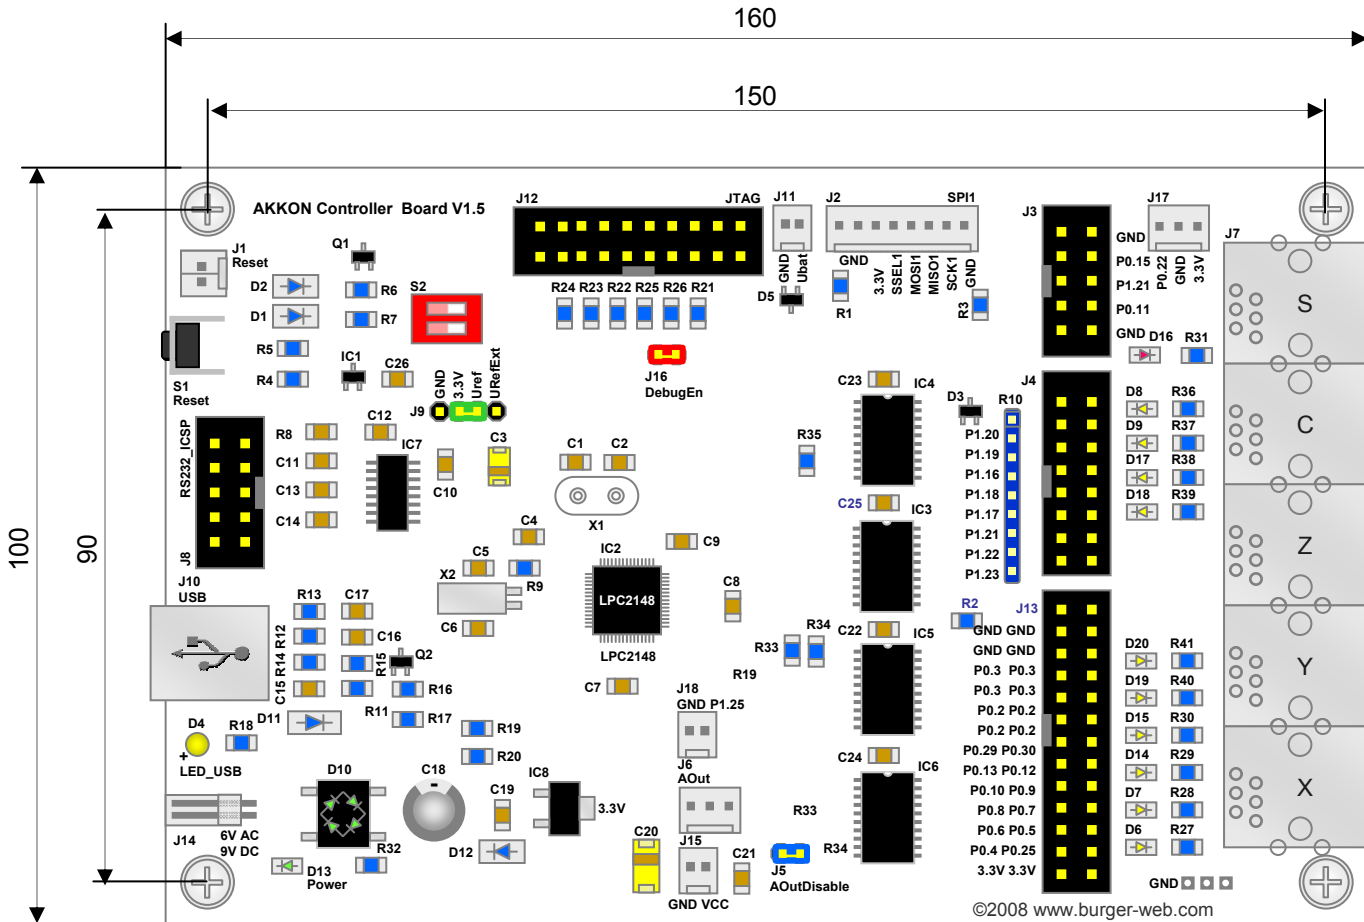 160
150
100
90
AKKON Controller Board V1.5
J12
JTAG
J11
J2
SPI1
J3
J17
J7
J1
Reset
Q1
GND
Ubat
GND
3.3V
SSEL1
MOSI1
MISO1
SCK1
GND
GND
P0.15
P1.21
P0.11
GND
P0.22
GND
3.3V
D2
R6
S2
R24 R23 R22 R25 R26 R21
D5
R1
R3
S
D1
R7
R5
R4
S1
Reset
IC1
C26
J16
DebugEn
D16
R31
GND
3.3V
Uref
URefExt
J9
C23
IC4
D3
R10
J4
D8
R36
D9
R37
D17
R38
D18
R39
C
RS232_ICSP
J8
R8
C11
C13
C14
C12
IC7
C10
C3
C1
C2
X1
R35
C25
IC3
P1.20
P1.19
P1.16
P1.18
P1.17
P1.21
P1.22
P1.23
Z
C4
C5
R9
X2
C6
IC2
LPC2148
LPC2148
C9
C8
C7
J10
USB
R13
C17
R12
C16
R14
R15
Q2
C15
R16
R11
R17
D11
R33
R34
R19
C22
IC5
R2
J13
GND GND
GND GND
P0.3 P0.3
P0.3 P0.3
P0.2 P0.2
P0.2 P0.2
P0.29 P0.30
P0.13 P0.12
P0.10 P0.9
P0.8 P0.7
P0.6 P0.5
P0.4 P0.25
3.3V 3.3V
D20
R41
D19
R40
D15
R30
D14
R29
D7
R28
D6
R27
Y
X
D4
+
LED_USB
R18
R19
R20
J18
GND P1.25
J6
AOut
C24
IC6
D10
C18
C19
IC8
3.3V
J14
6V AC
9V DC
D13
Power
R32
D12
C20
J15
GND VCC
C21
R33
R34
J5
AOutDisable
GND
©2008 www.burger-web.com